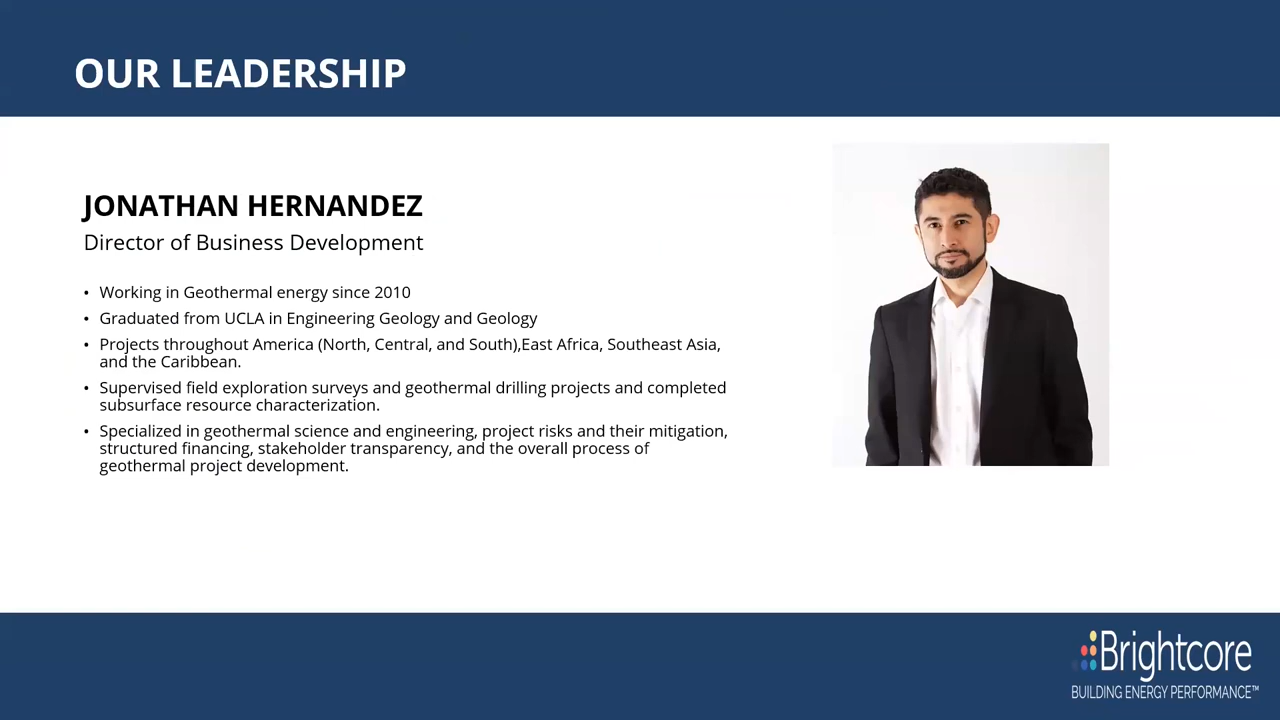 OUR LEADERSHIP
JONATHAN HERNANDEZ
Director of Business Development
• Working in Geothermal energy since 2010
• Graduated from UCLA in Engineering Geology and Geology
• Projects throughout America (North, Central, and South),East Africa, Southeast Asia,
and the Caribbean.
• Supervised field exploration surveys and geothermal drilling projects and completed
subsurface resource characterization.
• Specialized in geothermal science and engineering, project risks and their mitigation,
structured financing, stakeholder transparency, and the overall process of
geothermal project development.
Brightcore
BUILDING ENERGY PERFORMANCE™